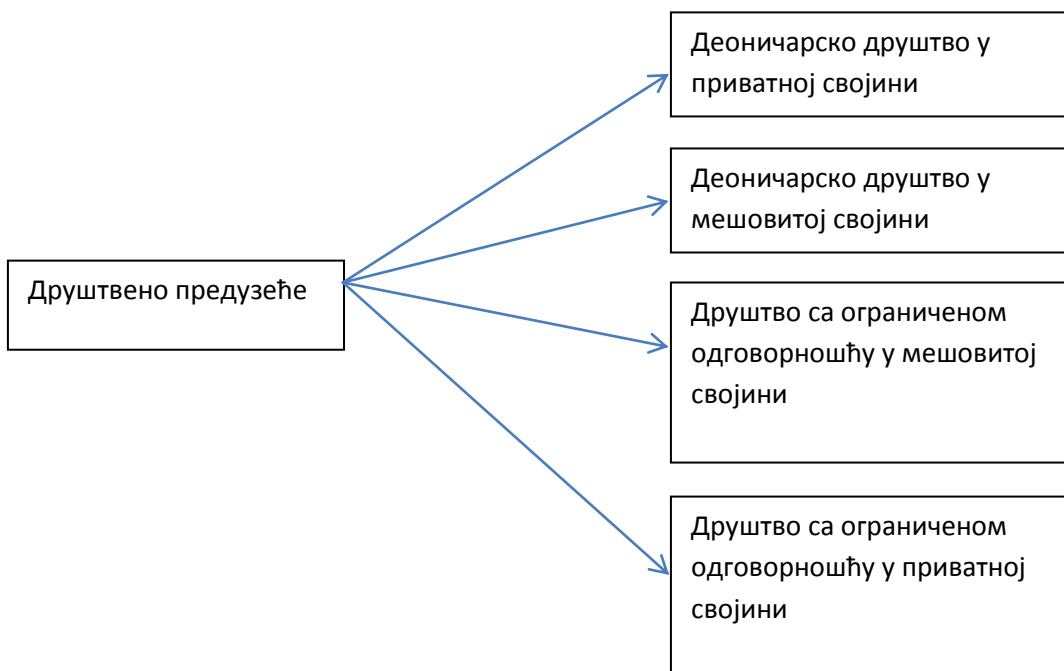 Деоничарско друштво у
приватној својини
Деоничарско друштво у
мешовитој својини
Друштвено предузеће
Друштво са ограниченом
одговорношћу у мешовитој
својини
Друштво са ограниченом
одговорношћу у приватној
својини